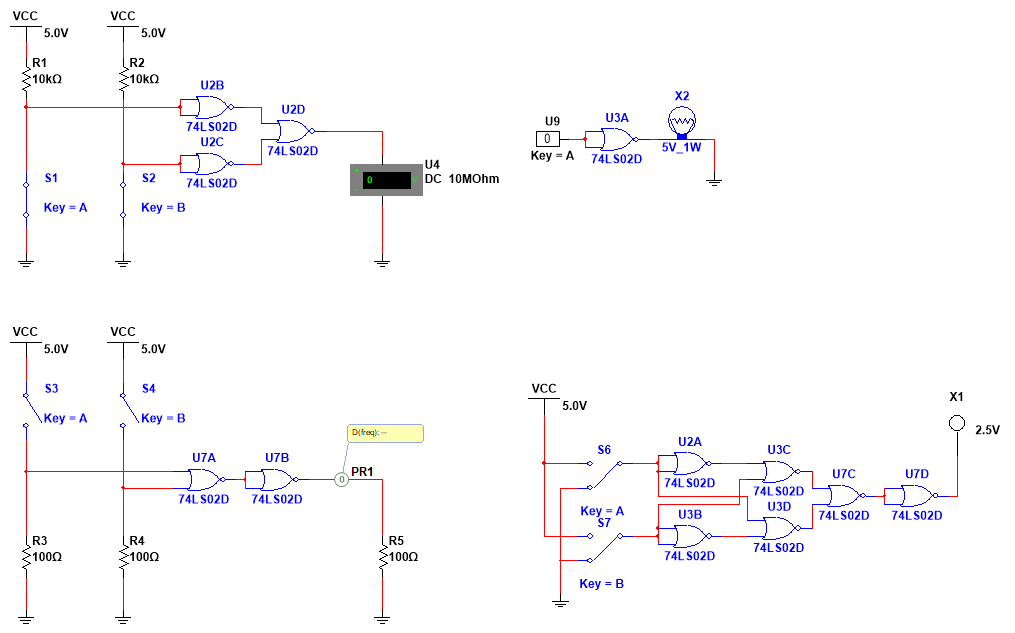 VCC
5.0V
VCC
5.0V
R1
10kΩ
R2
10kΩ
U2B
74LS02D
U2C
74LS02D
U2D
74LS02D
S1
Key = A
S2
Key = B
0
V
U4
DC 10MOhm
U9
0
Key = A
U3A
74LS02D
X2
5V_1W
VCC
5.0V
VCC
5.0V
S3
Key = A
S4
Key = B
U7A
74LS02D
U7B
74LS02D
D(freq): --
0
PR1
R3
100Ω
R4
100Ω
R5
100Ω
VCC
5.0V
S6
Key = A
S7
Key = B
U2A
74LS02D
U3B
74LS02D
U3C
74LS02D
U3D
74LS02D
U7C
74LS02D
U7D
74LS02D
X1
2.5V